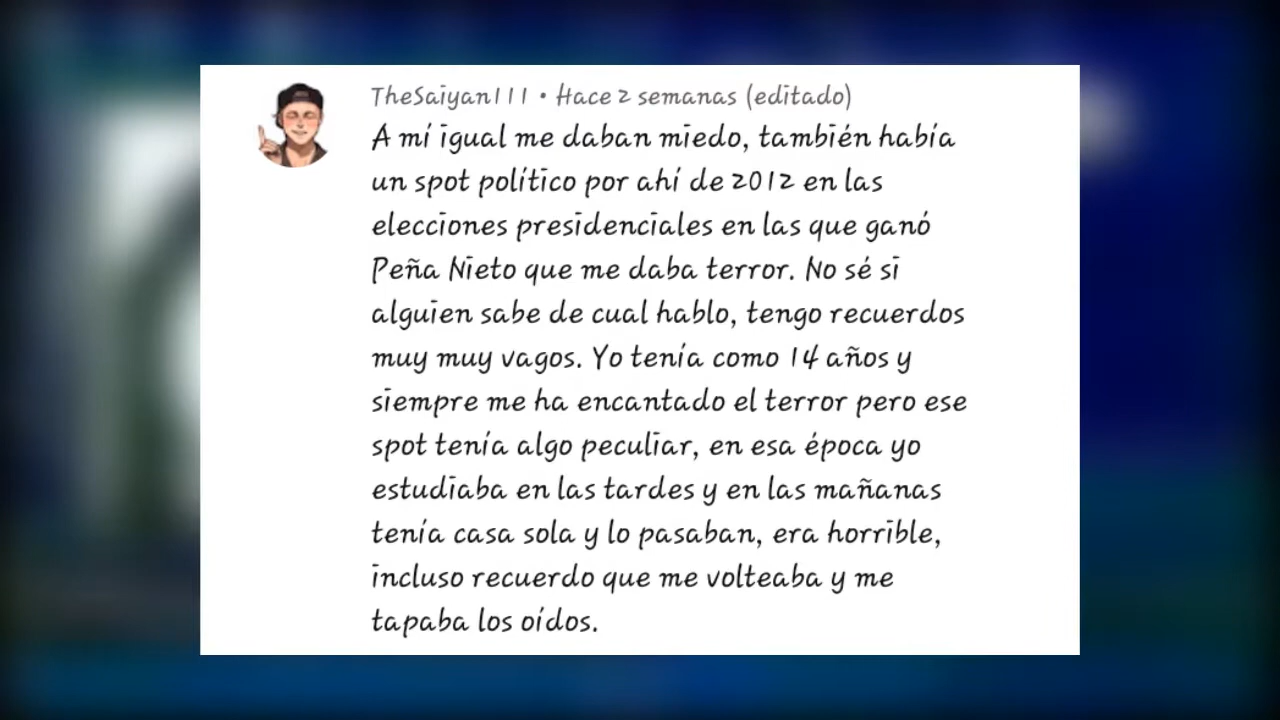 TheSaiyan111 • Hace 2 semanas (editado)
A mí igual me daban miedo, también había
un spot político por ahí de 2012 en las
elecciones presidenciales en las que ganó
Peña Nieto que me daba terror. No sé si
alguien sabe de cual hablo, tengo recuerdos
muy muy vagos. Yo tenía como 14 años y
siempre me ha encantado el terror pero ese
spot tenía algo peculiar, en esa época yo
estudiaba en las tardes y en las mañanas
tenía casa sola y lo pasaban, era horrible,
incluso recuerdo que me volteaba y me
tapaba los oídos.